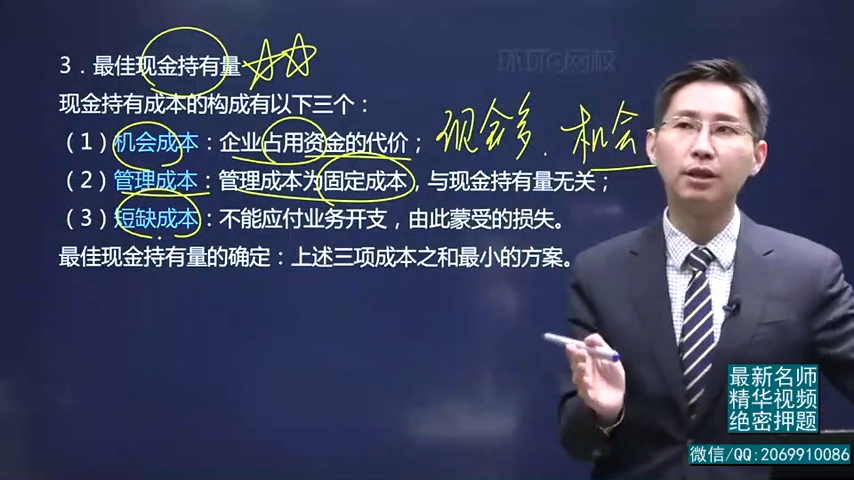 3．最佳现金持有量
环球网校
现金持有成本的构成有以下三个：
（1）机会成本：企业占用资金的代价；
现金多. 机会
（2）管理成本：管理成本为固定成本，与现金持有量无关；
（3）短缺成本：不能应付业务开支，由此蒙受的损失。
最佳现金持有量的确定：上述三项成本之和最小的方案。
最新名师
精华视频
绝密押题
微信/QQ:2069910086